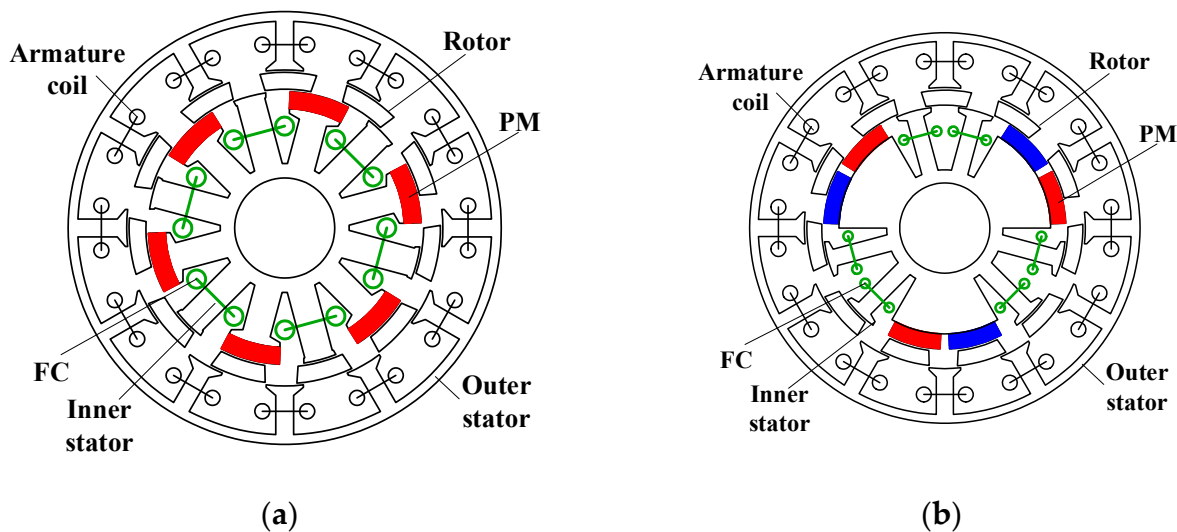 Armature
coil
Rotor
PM
FC
Inner
stator
Outer
stator
(a)
Armature
coil
Rotor
PM
FC
Inner
stator
Outer
stator
(b)